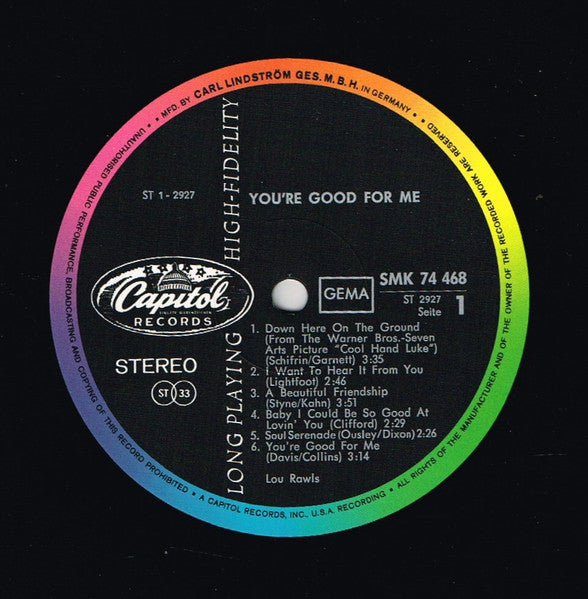 UNAUTHORISED PUBLIC PERFORMANCE, BROADCASTING AND COPYING OF THIS RECORD PROHIBITED • A CAPITOL RECORDS, INC., U.S.A. RECORDING • ALL RIGHTS OF THE MANUFACTURER AND OF THE OWNER OF THE RECORDED WORK ARE RESERVED
• MFD. BY CARL LINDSTRÖM GES. M. B. H. IN GERMANY •
LONG PLAYING HIGH-FIDELITY
ST 1 - 2927
YOU'RE GOOD FOR ME
Capitol
RECORDS
STEREO
ST 33
GEMA
SMK 74 468
ST 2927
Seite 1
1. Down Here On The Ground
(From The Warner Bros.-Seven
Arts Picture "Cool Hand Luke")
(Schifrin/Garnett) 3:35
2. I Want To Hear It From You
(Lightfoot) 2:46
3. A Beautiful Friendship
(Styne/Kahn) 3:51
4. Baby I Could Be So Good At
Lovin' You (Clifford) 2:29
5. Soul Serenade (Ousley/Dixon) 2:26
6. You're Good For Me
(Davis/Collins) 3:14
Lou Rawls